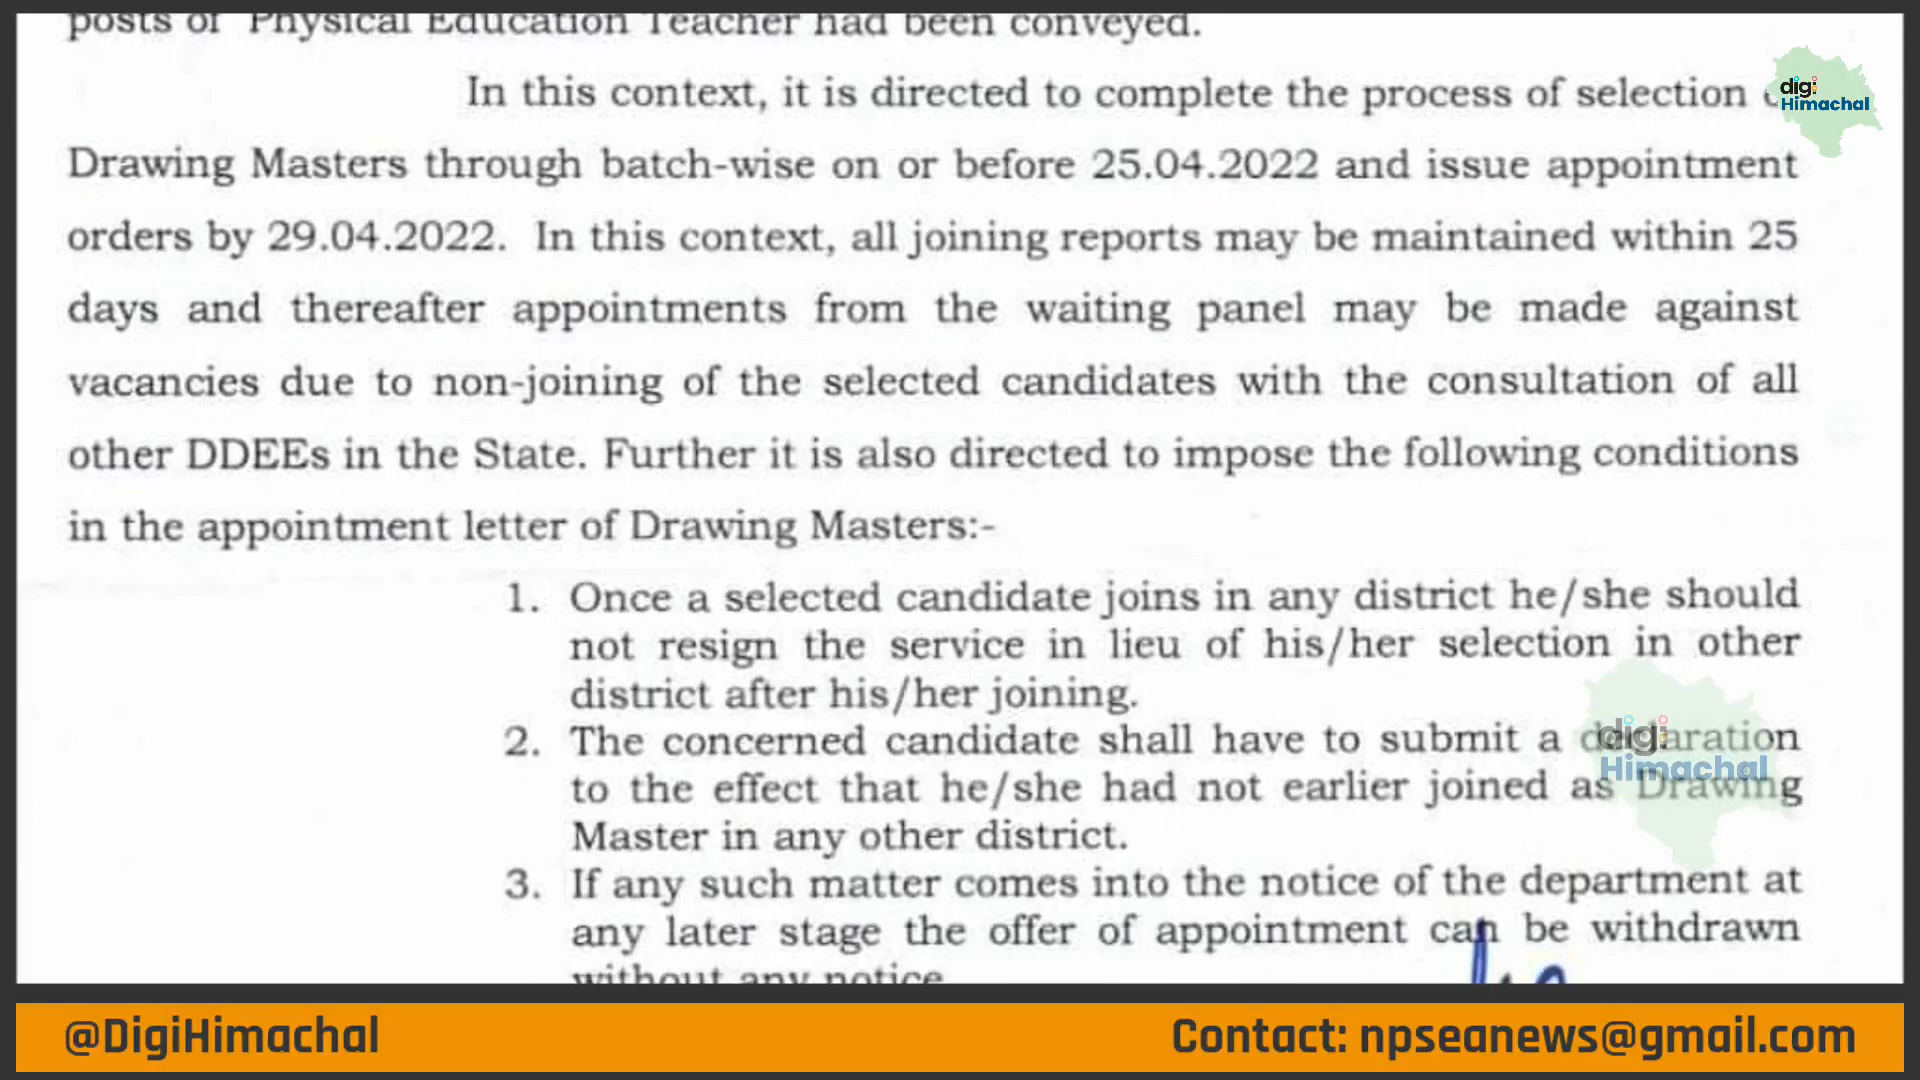 posts of Physical Education Teacher had been conveyed.
In this context, it is directed to complete the process of selection
Drawing Masters through batch-wise on or before 25.04.2022 and issue appointment
orders by 29.04.2022. In this context, all joining reports may be maintained within 25
days and thereafter appointments from the waiting panel may be made against
vacancies due to non-joining of the selected candidates with the consultation of all
other DDEEs in the State. Further it is also directed to impose the following conditions
in the appointment letter of Drawing Masters:-
1. Once a selected candidate joins in any district he/she should
not resign the service in lieu of his/her selection in other
district after his/her joining.
2. The concerned candidate shall have to submit a declaration
to the effect that he/she had not earlier joined as Drawing
Master in any other district.
3. If any such matter comes into the notice of the department at
any later stage the offer of appointment can be withdrawn
without any notice
digi
Himachal
digi
Himachal
@DigiHimachal
Contact: npseanews@gmail.com